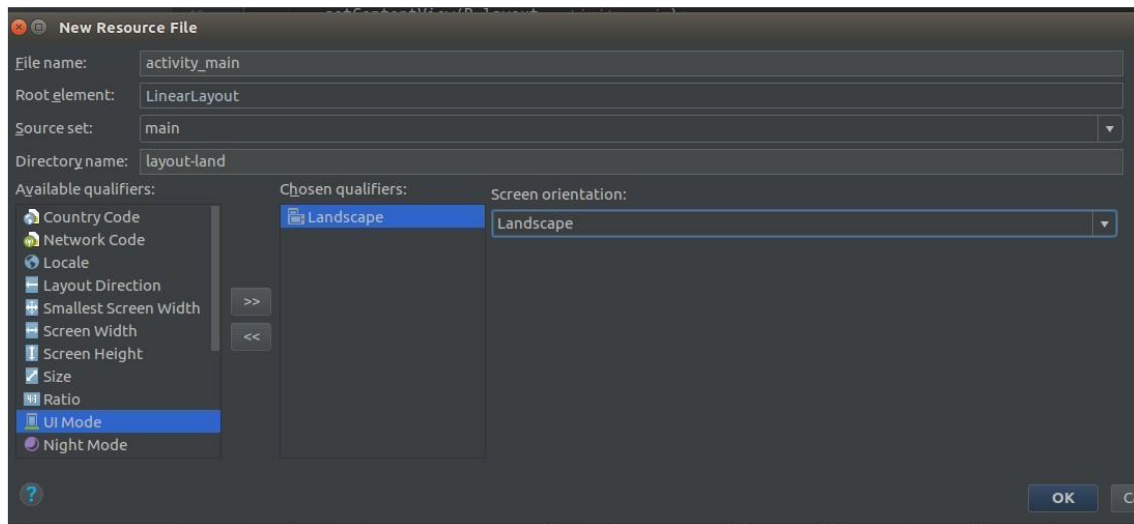 New Resource File
File name: activity_main
Root element: LinearLayout
Source set: main
Directory name: layout-land
Available qualifiers:
Country Code
Network Code
Locale
Layout Direction
Smallest Screen Width
Screen Width
Screen Height
Size
Ratio
UI Mode
Night Mode
>>
<<
Chosen qualifiers:
Landscape
Screen orientation:
Landscape
?
OK